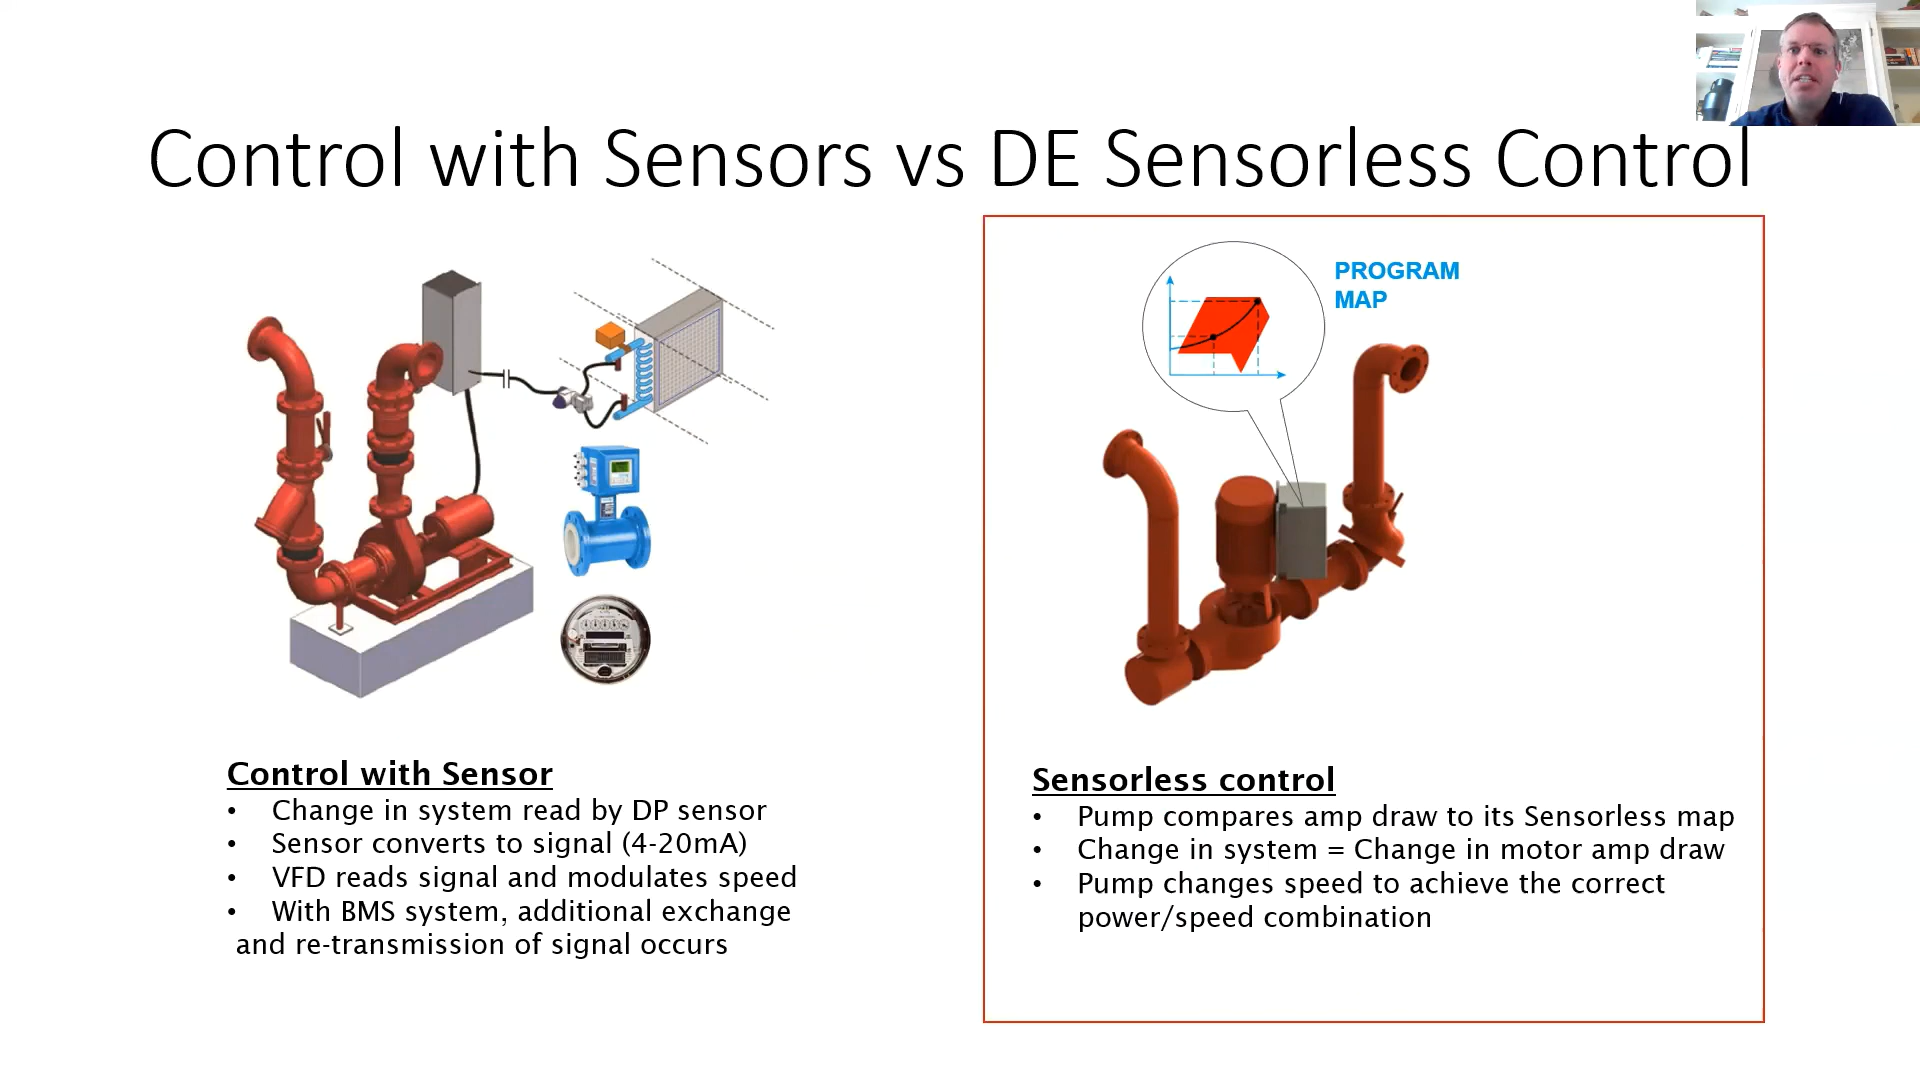 Control with Sensors vs DE Sensorless Control
PROGRAM
MAP
Control with Sensor
• Change in system read by DP sensor
• Sensor converts to signal (4-20mA)
• VFD reads signal and modulates speed
• With BMS system, additional exchange
and re-transmission of signal occurs
Sensorless control
• Pump compares amp draw to its Sensorless map
• Change in system = Change in motor amp draw
• Pump changes speed to achieve the correct
power/speed combination